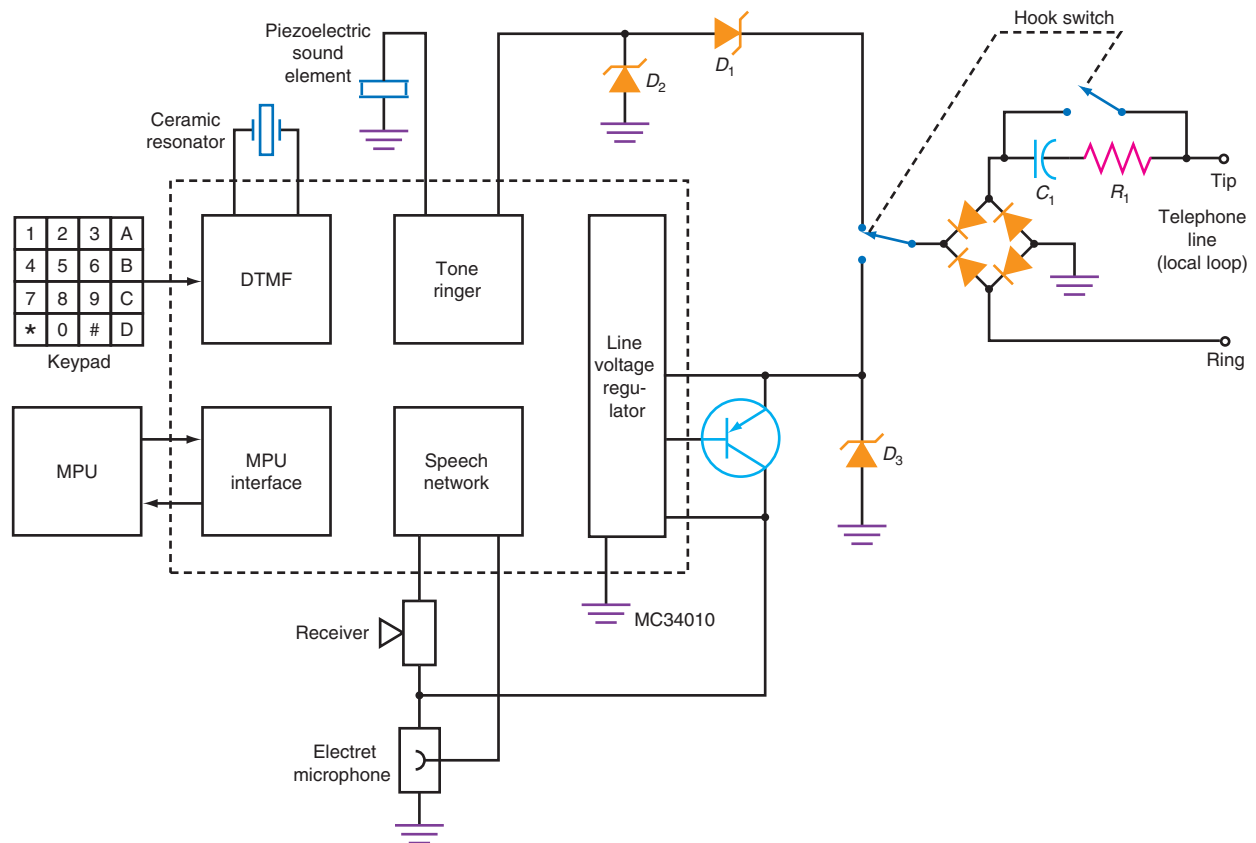 Hook switch
Piezoelectric
sound
element
D1
D2
Ceramic
resonator
C1
R1
Tip
Telephone
line
(local loop)
Ring
1 2 3 A
4 5 6 B
7 8 9 C
* 0 # D
Keypad
DTMF
Tone
ringer
Line
voltage
regu-
lator
MPU
MPU
interface
Speech
network
D3
MC34010
Receiver
Electret
microphone